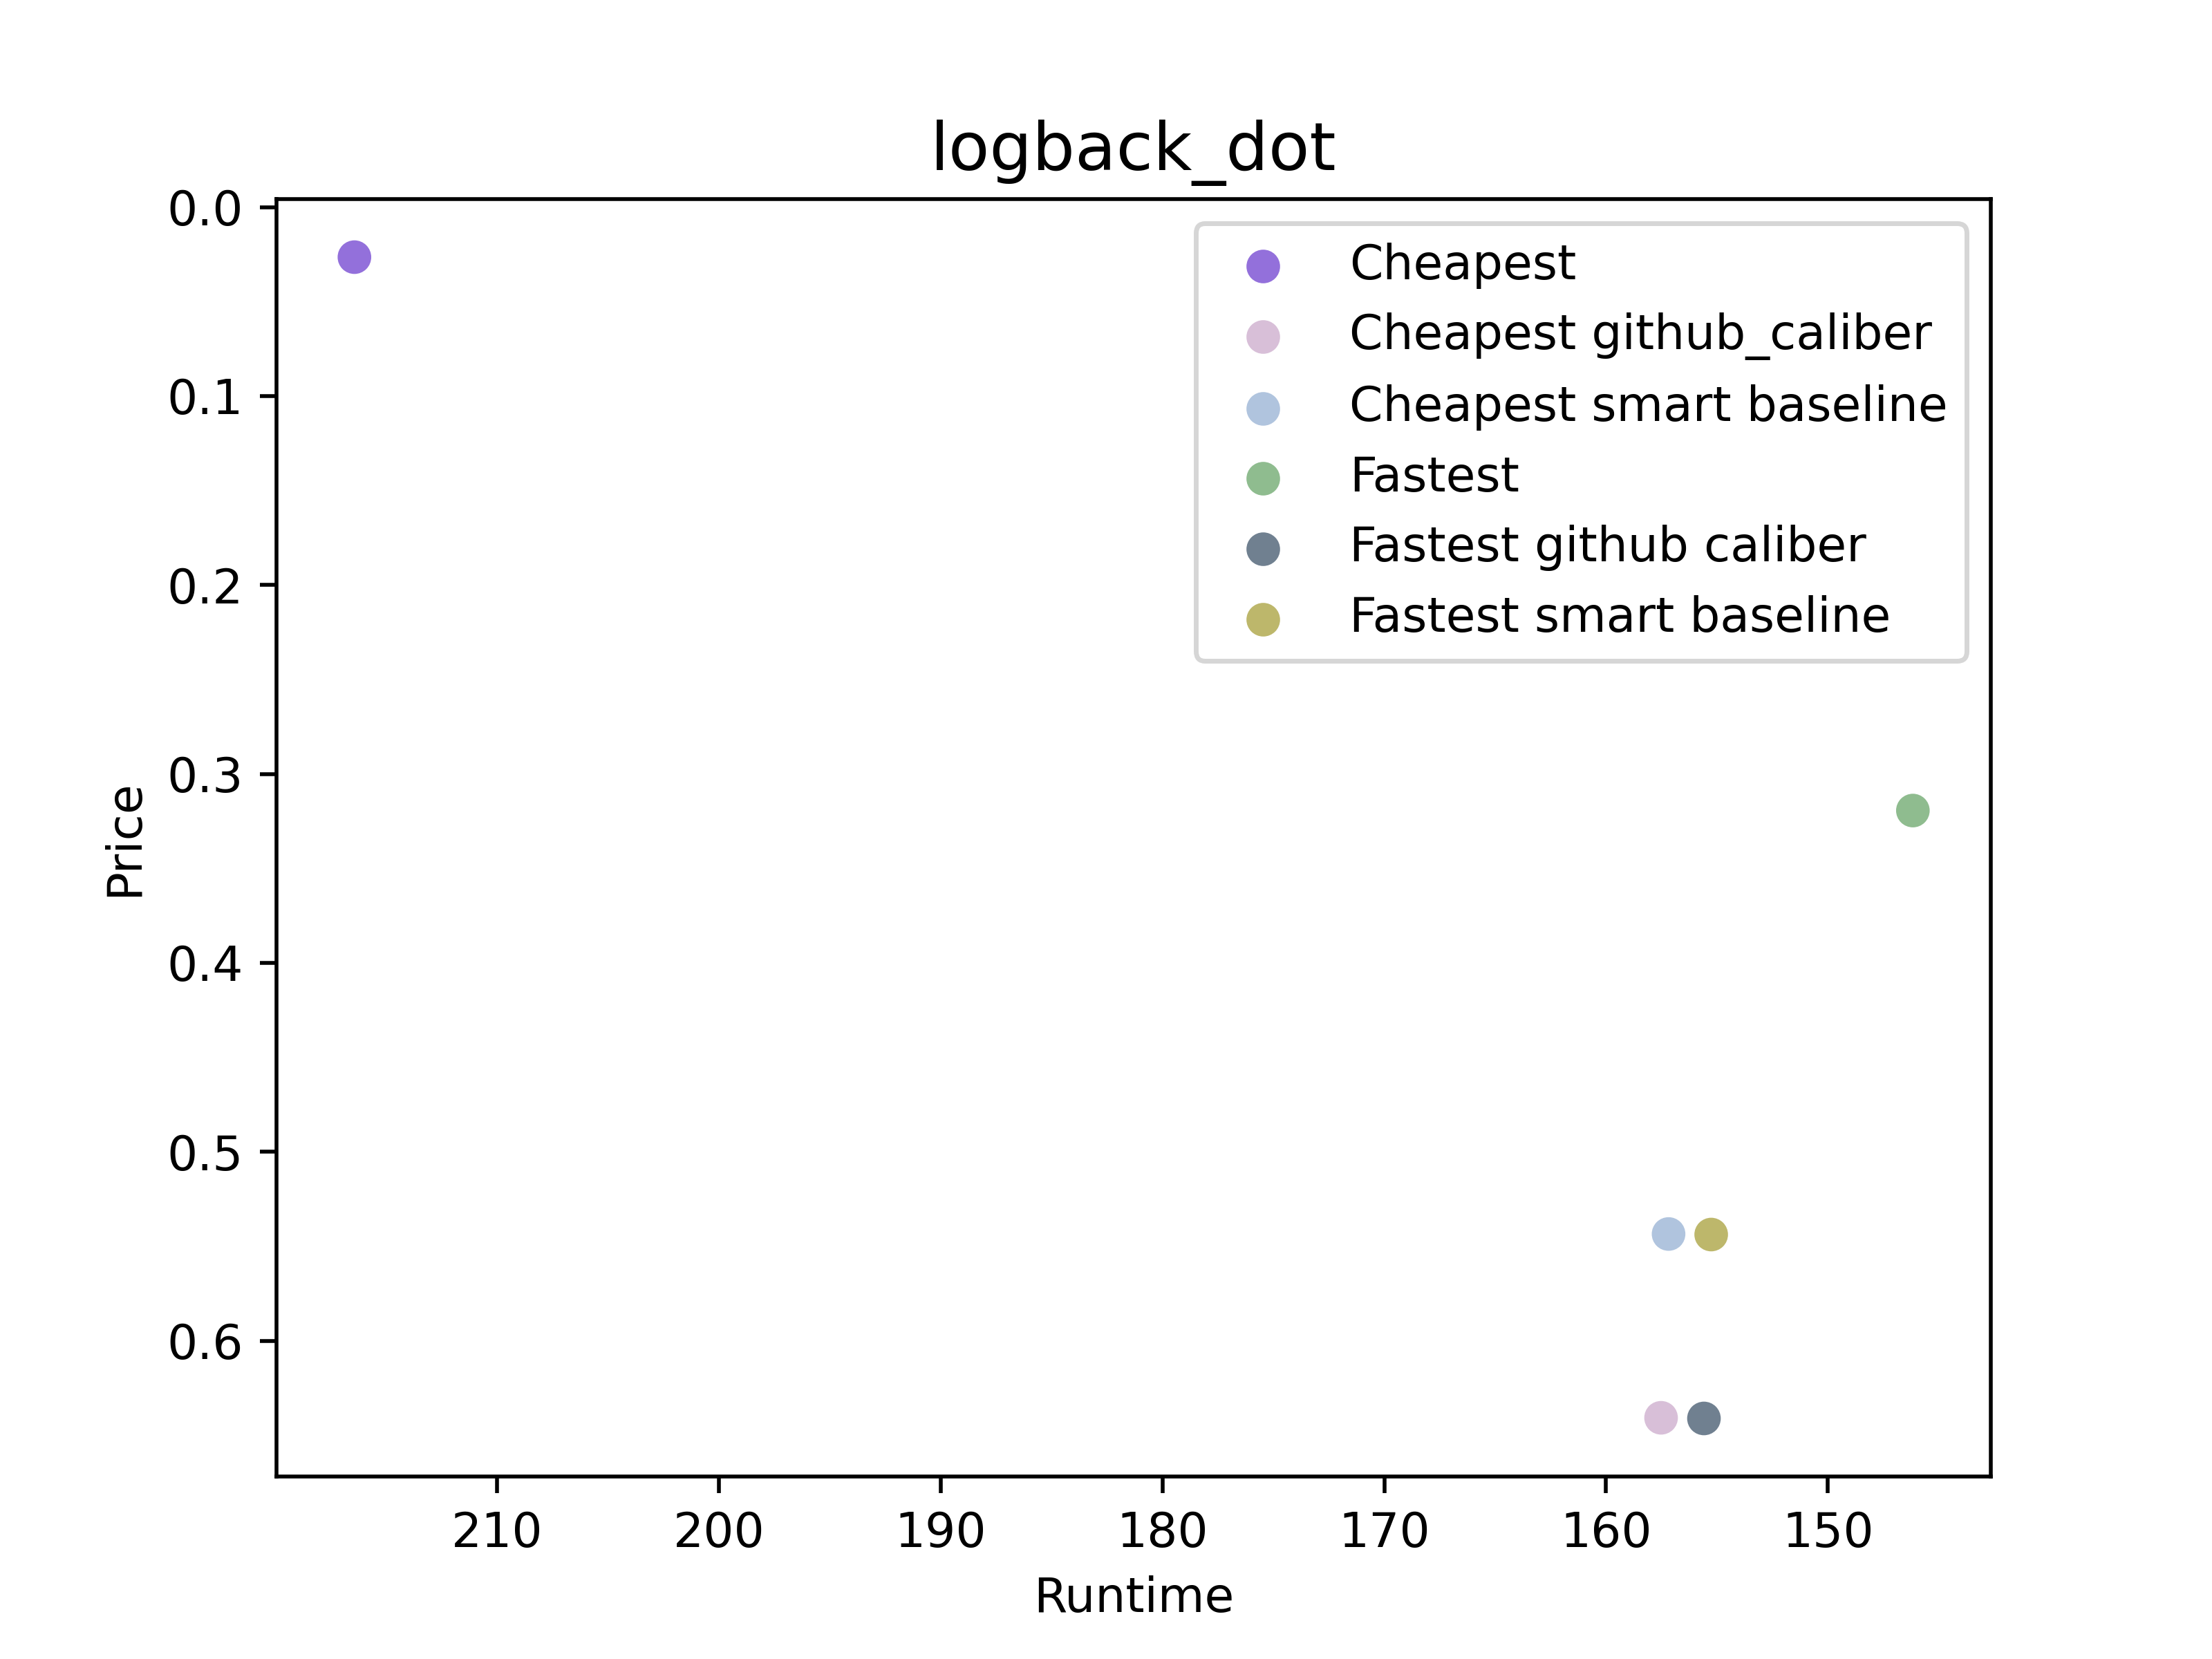 logback_dot
0.0
0.1
0.2
0.3
0.4
0.5
0.6
Price
Cheapest
Cheapest github_caliber
Cheapest smart baseline
Fastest
Fastest github caliber
Fastest smart baseline
210 200 190 180 170 160 150
Runtime